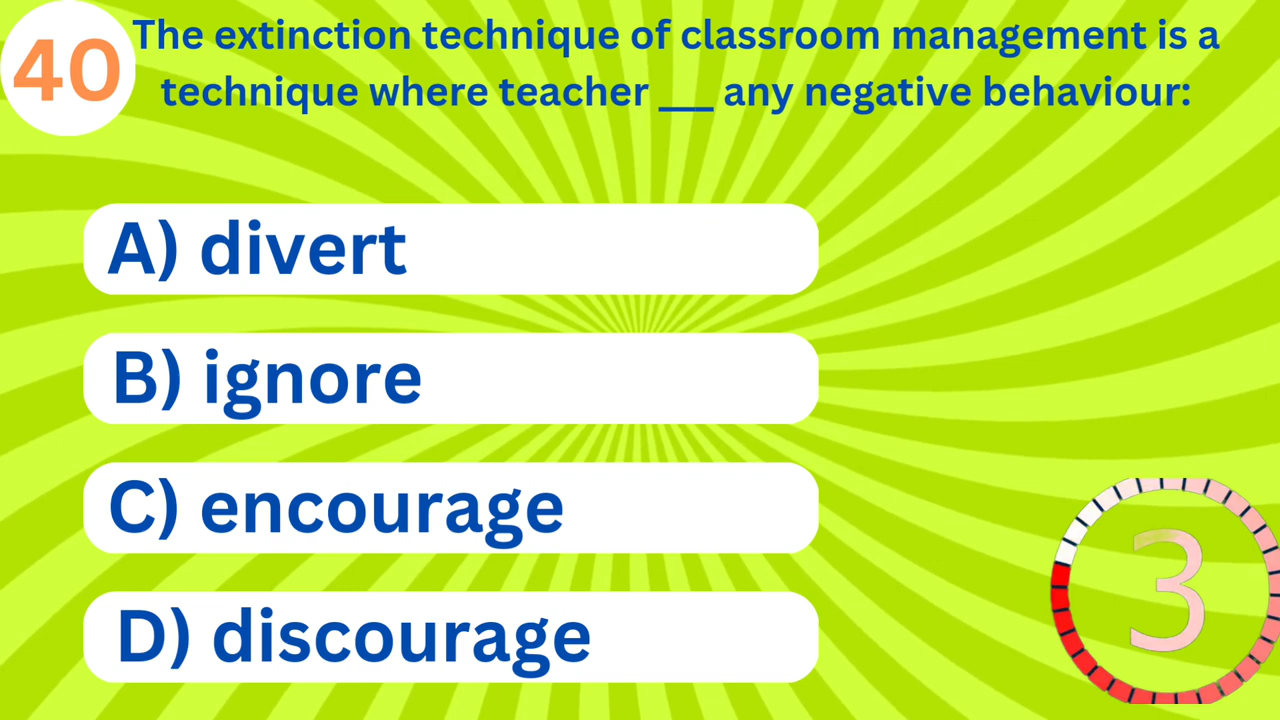 40
The extinction technique of classroom management is a
technique where teacher ___ any negative behaviour:
A) divert
B) ignore
C) encourage
D) discourage
3